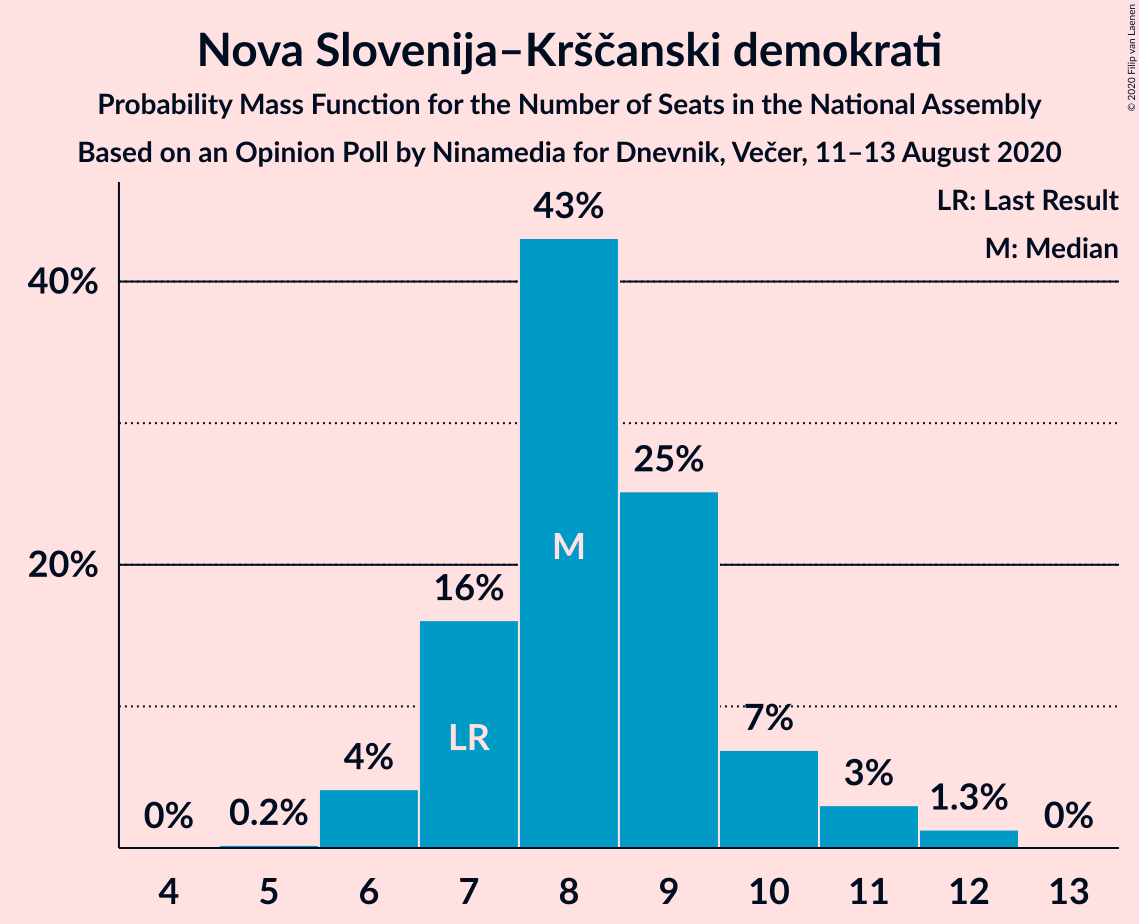 Nova Slovenija–Krščanski demokrati
Probability Mass Function for the Number of Seats in the National Assembly
Based on an Opinion Poll by Ninamedia for Dnevnik, Večer, 11–13 August 2020
© 2020 Filip van Laenen
LR: Last Result
M: Median
43%
40%
25%
M
20%
16%
LR
7%
4%
3%
1.3%
0%
0.2%
0%
4
5
6
7
8
9
10
11
12
13